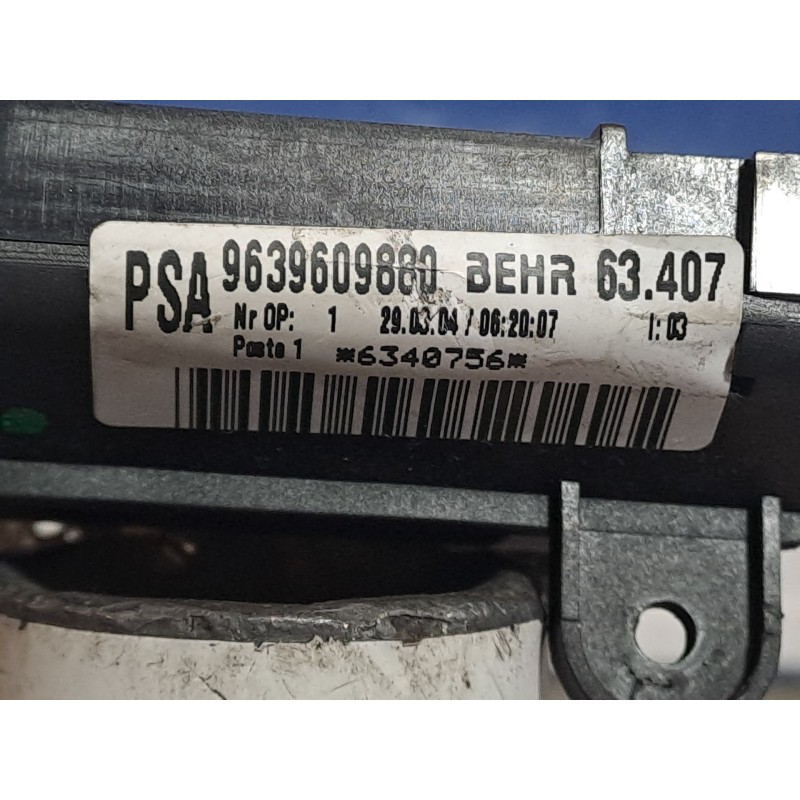 PSA 9639609880 BEHR 63.407
Nr OP: 1 29.03.04 / 06:20:07 I: 03
Poste 1 *6340756*